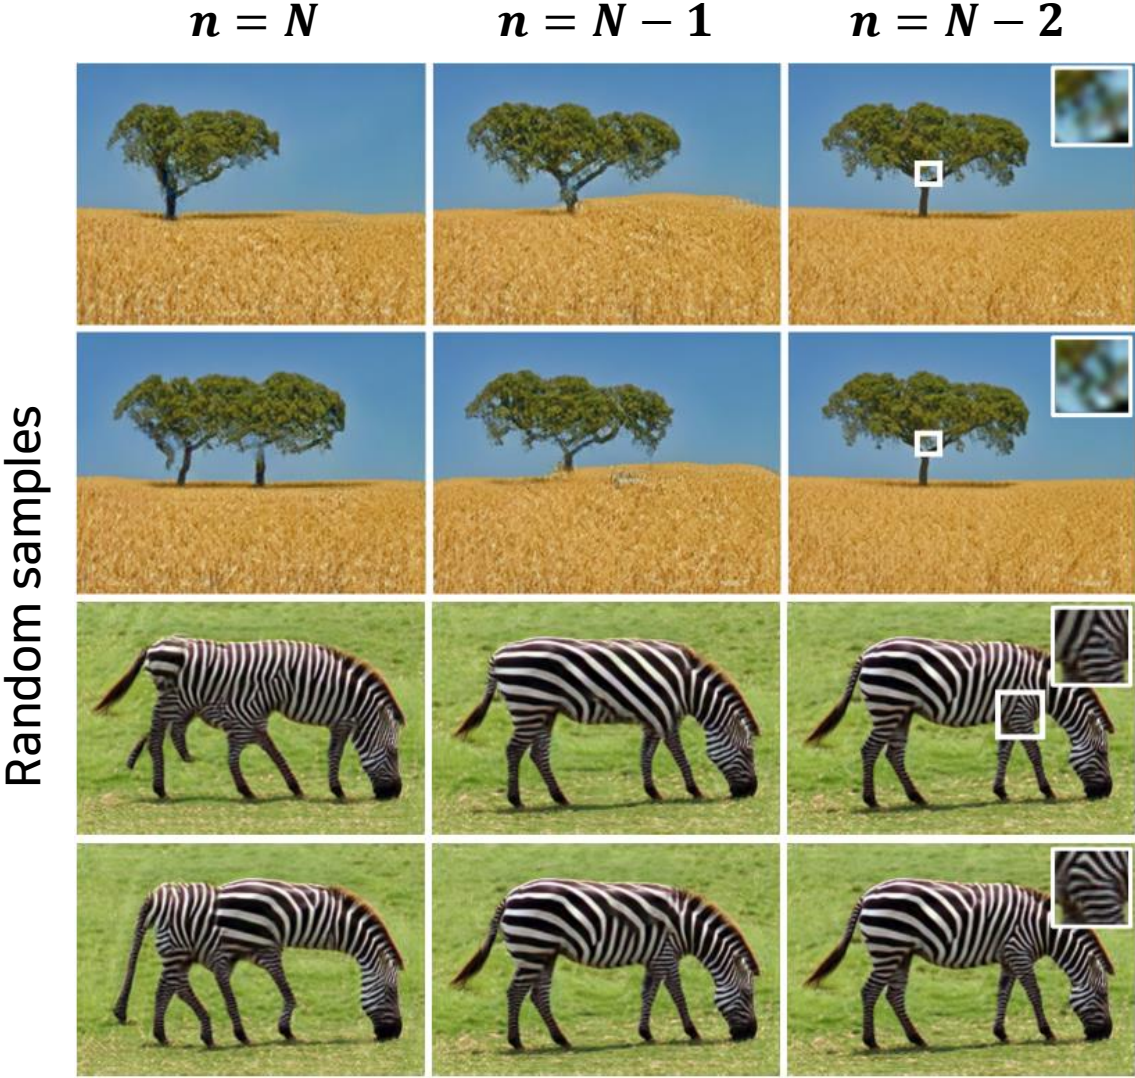 n = N
n = N − 1
n = N − 2
Random samples